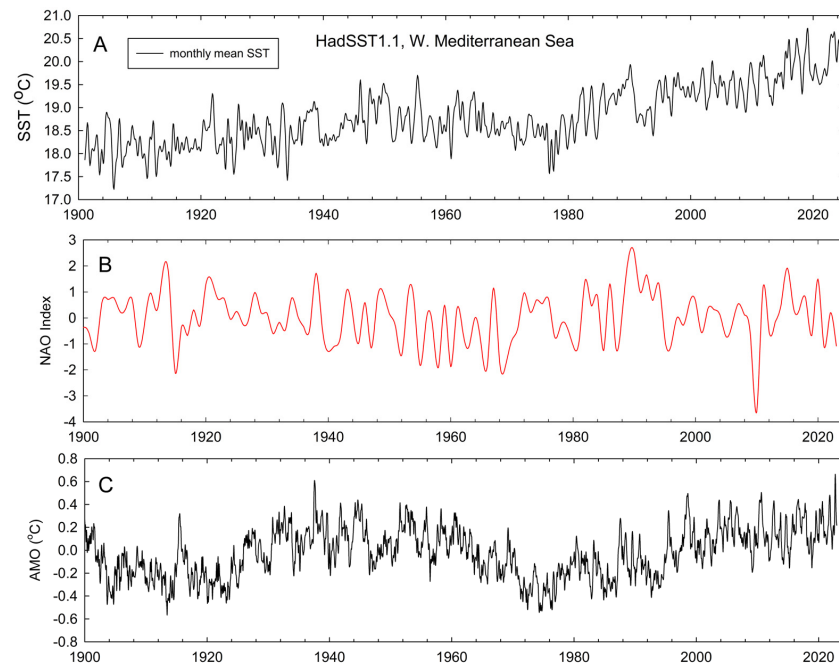 A
HadSST1.1, W. Mediterranean Sea
monthly mean SST
SST (°C)
21.0
20.5
20.0
19.5
19.0
18.5
18.0
17.5
17.0
1900 1920 1940 1960 1980 2000 2020
B
NAO Index
3
2
1
0
-1
-2
-3
-4
1900 1920 1940 1960 1980 2000 2020
C
AMO (°C)
0.8
0.6
0.4
0.2
0.0
-0.2
-0.4
-0.6
-0.8
1900 1920 1940 1960 1980 2000 2020